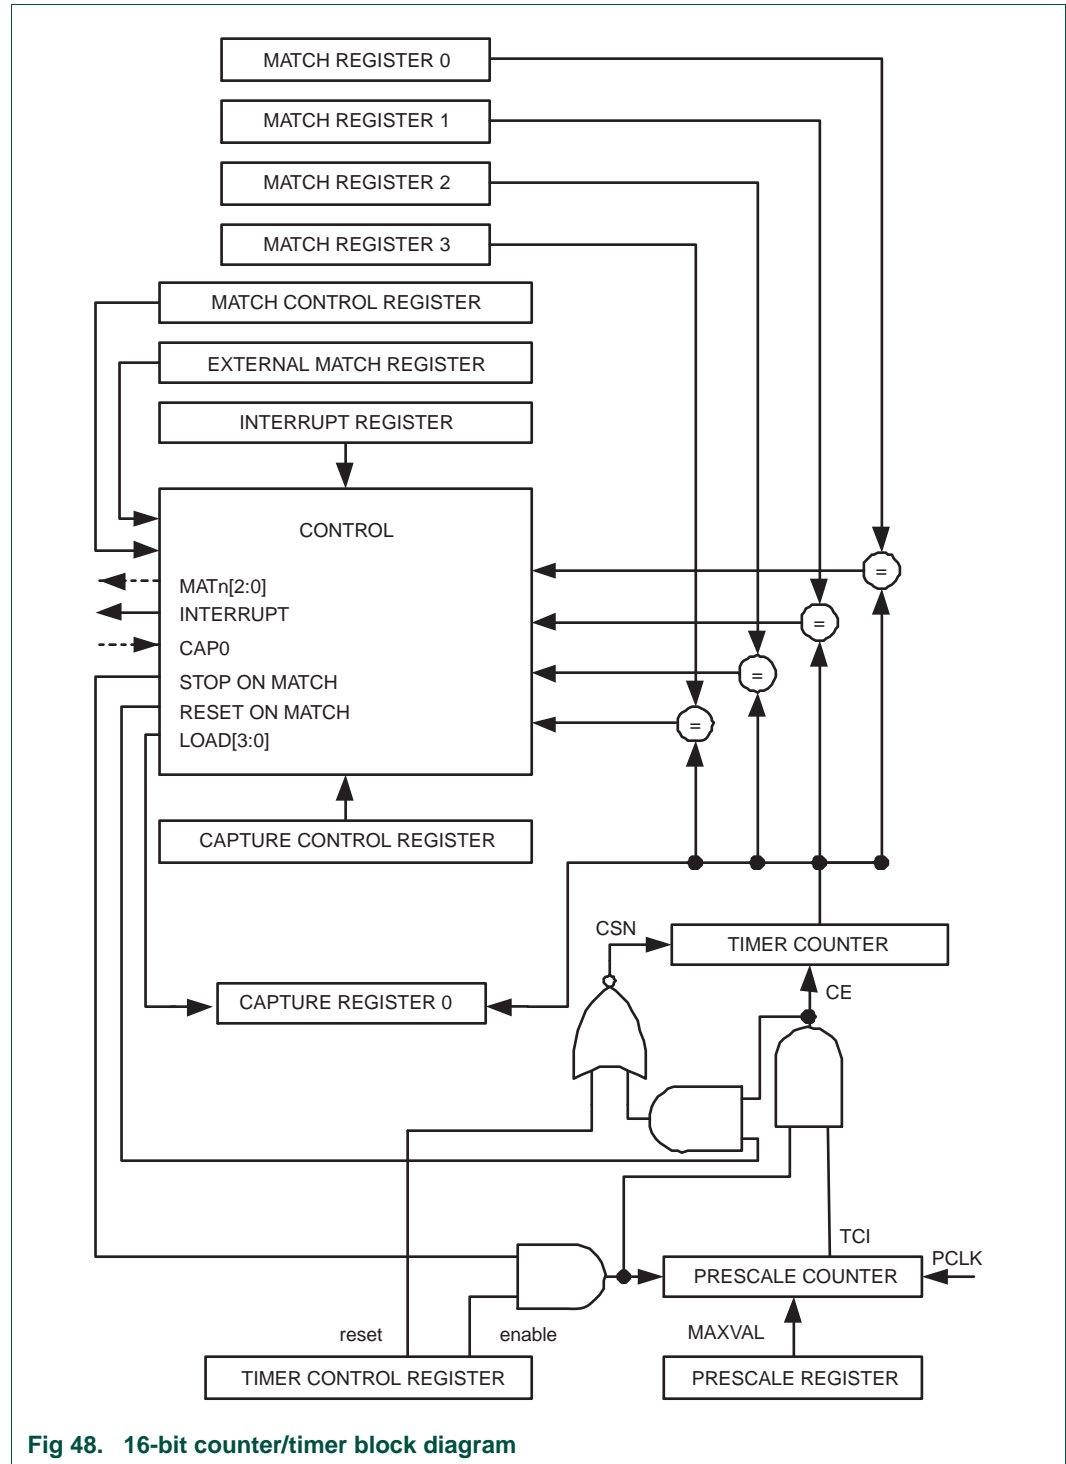 MATCH REGISTER 0
MATCH REGISTER 1
MATCH REGISTER 2
MATCH REGISTER 3
MATCH CONTROL REGISTER
EXTERNAL MATCH REGISTER
INTERRUPT REGISTER
CONTROL
=
=
=
=
MATn[2:0]
INTERRUPT
CAP0
STOP ON MATCH
RESET ON MATCH
LOAD[3:0]
CAPTURE CONTROL REGISTER
CSN
TIMER COUNTER
CE
CAPTURE REGISTER 0
TCI
PCLK
PRESCALE COUNTER
reset
enable
MAXVAL
TIMER CONTROL REGISTER
PRESCALE REGISTER
Fig 48. 16-bit counter/timer block diagram